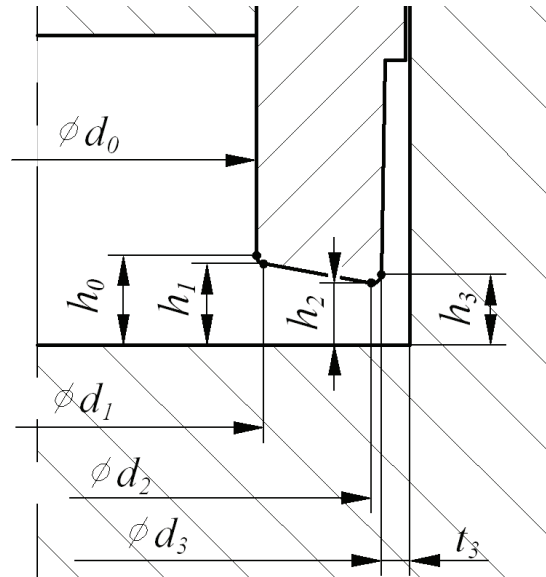 ⌀ d₀
h₀
h₁
h₂
h₃
⌀ d₁
⌀ d₂
⌀ d₃
t₃